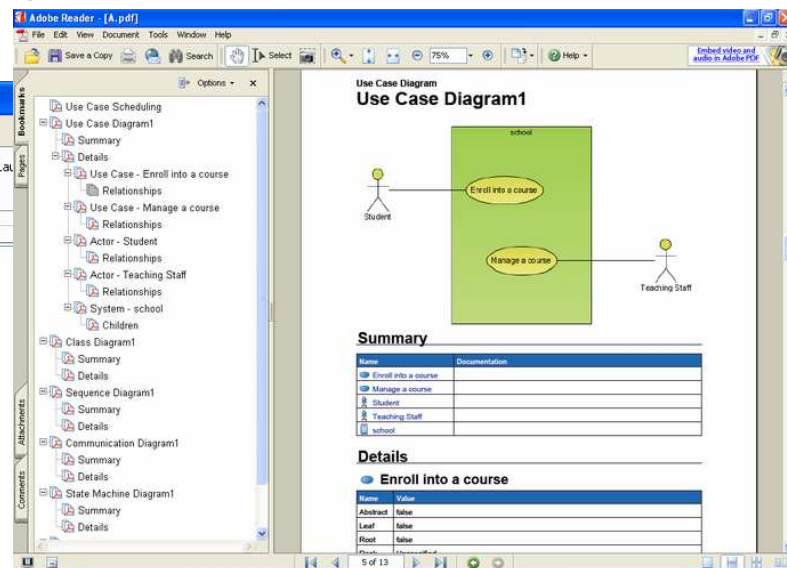 Adobe Reader - [A.pdf]
File Edit View Document Tools Window Help
Save a Copy Search Select 75% Help Embed video and audio in Adobe PDF
Options x
Bookmarks
Pages
Attachments
Comments
Use Case Scheduling
Use Case Diagram1
Summary
Details
Use Case - Enroll into a course
Relationships
Use Case - Manage a course
Relationships
Actor - Student
Relationships
Actor - Teaching Staff
Relationships
System - school
Children
Class Diagram1
Summary
Details
Sequence Diagram1
Summary
Details
Communication Diagram1
Summary
Details
State Machine Diagram1
Summary
Details
Use Case Diagram
Use Case Diagram1
school
Enroll into a course
Student
Manage a course
Teaching Staff
Summary
Name Documentation
Enroll into a course
Manage a course
Student
Teaching Staff
school
Details
Enroll into a course
Name Value
Abstract false
Leaf false
Root false
5 of 13